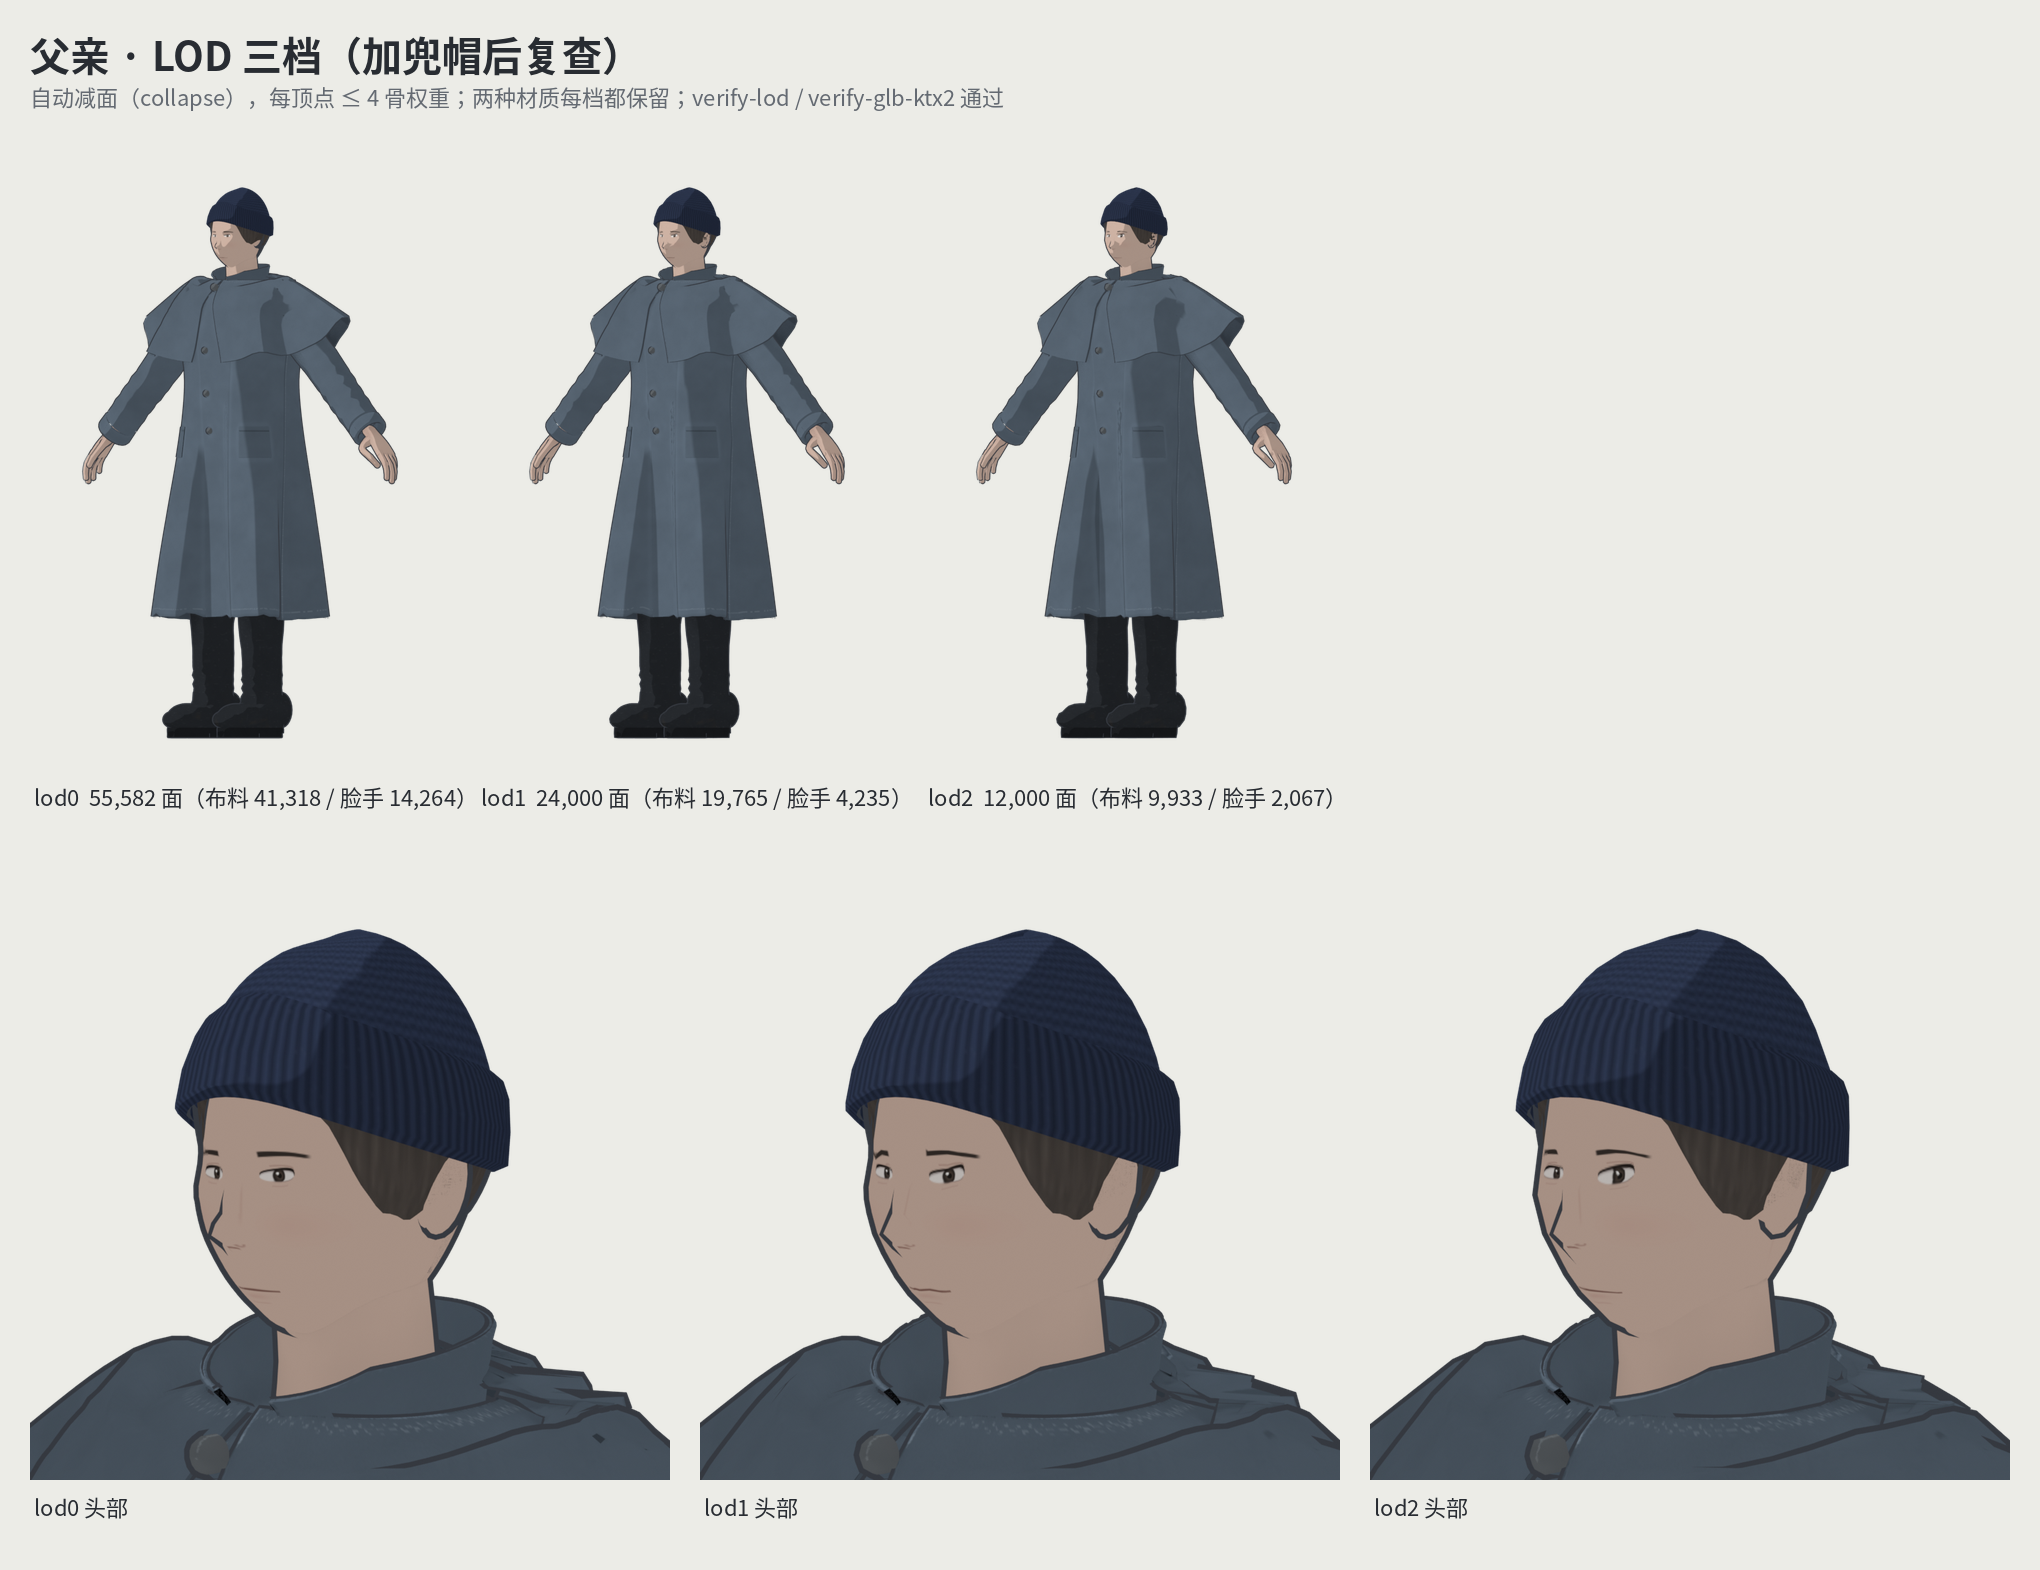 父亲 · LOD 三档（加兜帽后复查）
自动减面（collapse），每顶点 ≤ 4 骨权重；两种材质每档都保留；verify-lod / verify-glb-ktx2 通过
lod0 55,582 面（布料 41,318 / 脸手 14,264）
lod1 24,000 面（布料 19,765 / 脸手 4,235）
lod2 12,000 面（布料 9,933 / 脸手 2,067）
lod0 头部
lod1 头部
lod2 头部